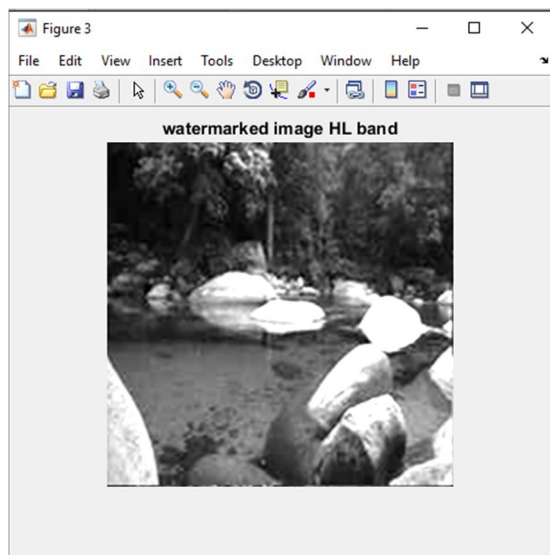 Figure 3
File Edit View Insert Tools Desktop Window Help
watermarked image HL band